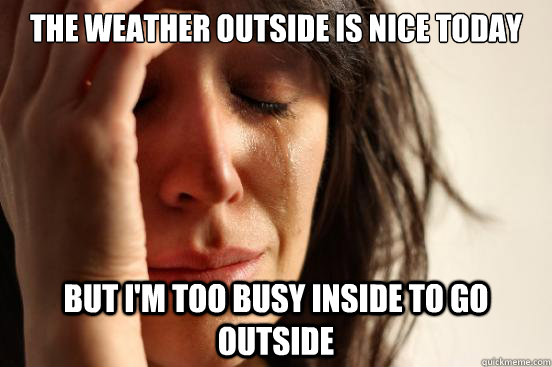 THE WEATHER OUTSIDE IS NICE TODAY
BUT I'M TOO BUSY INSIDE TO GO
OUTSIDE
quickmeme.com